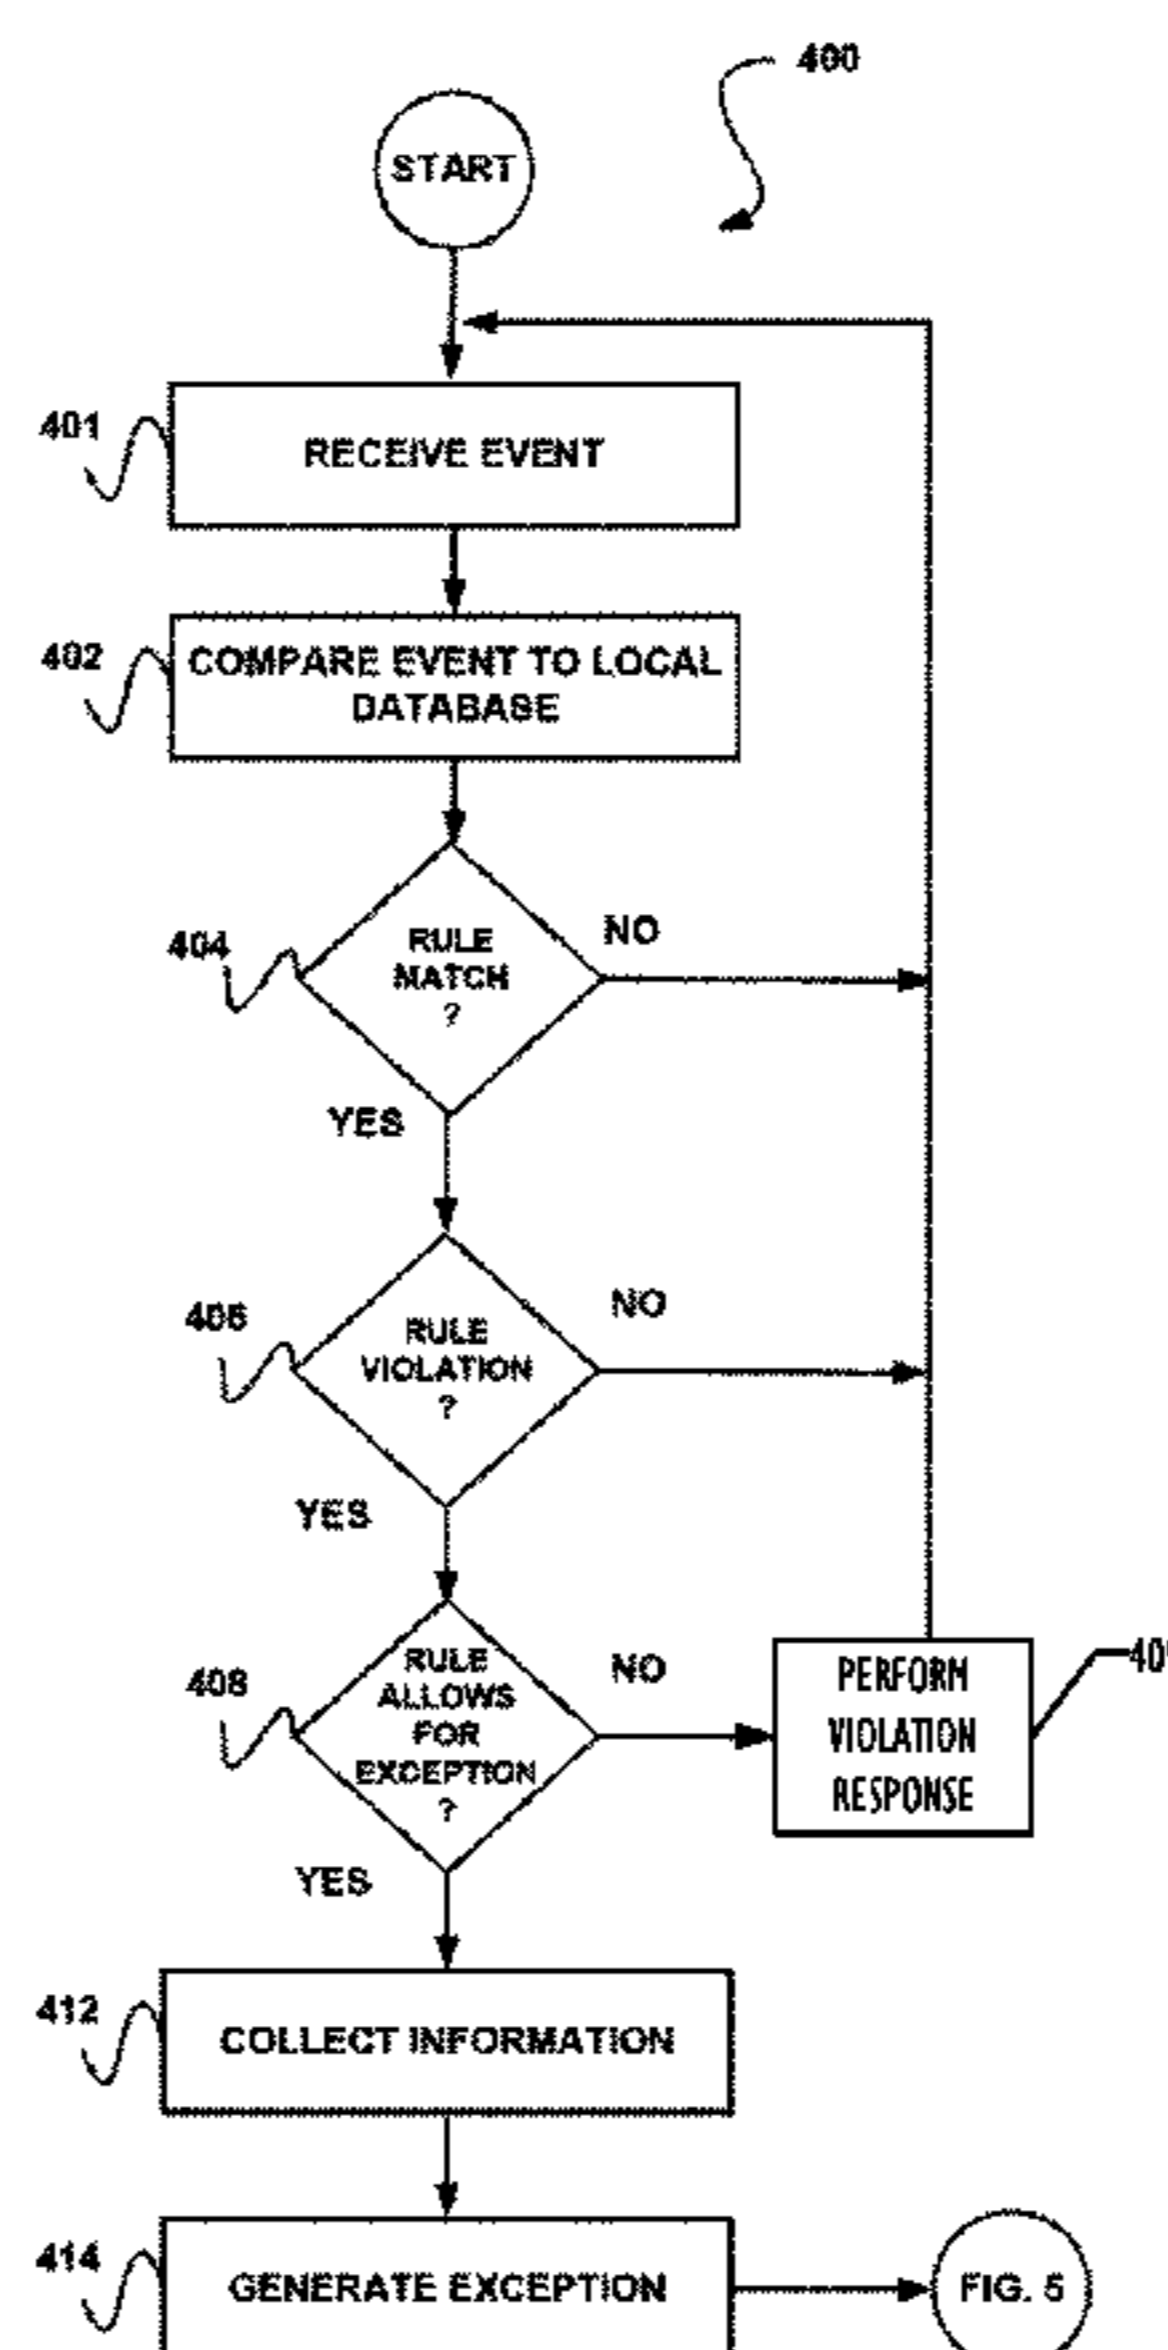 400
START
401
RECEIVE EVENT
402
COMPARE EVENT TO LOCAL
DATABASE
404
RULE
MATCH
?
NO
YES
406
RULE
VIOLATION
?
NO
YES
408
RULE
ALLOWS
FOR
EXCEPTION
?
NO
PERFORM
VIOLATION
RESPONSE
YES
412
COLLECT INFORMATION
414
GENERATE EXCEPTION
FIG. 5